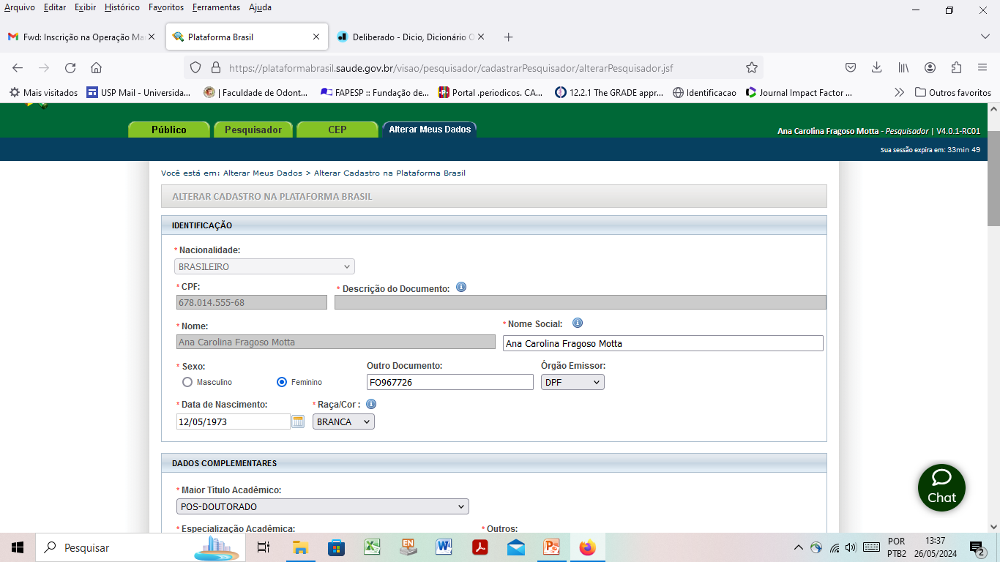 Arquivo Editar Exibir Histórico Favoritos Ferramentas Ajuda
Fwd: Inscrição na Operação Ma
Plataforma Brasil
Deliberado - Dicio, Dicionário O
https://plataformabrasil.saude.gov.br/visao/pesquisador/cadastrarPesquisador/alterarPesquisador.jsf
Mais visitados USP Mail - Universida... | Faculdade de Odont... FAPESP :: Fundação de... Portal .periodicos. CA... 12.2.1 The GRADE appr... Identificacao Journal Impact Factor ... Outros favoritos
Público Pesquisador CEP Alterar Meus Dados
Ana Carolina Fragoso Motta - Pesquisador | V4.0.1-RC01
Sua sessão expira em: 33min 49
Você está em: Alterar Meus Dados > Alterar Cadastro na Plataforma Brasil
ALTERAR CADASTRO NA PLATAFORMA BRASIL
IDENTIFICAÇÃO
* Nacionalidade:
BRASILEIRO
* CPF: * Descrição do Documento:
678.014.555-68
* Nome: * Nome Social:
Ana Carolina Fragoso Motta Ana Carolina Fragoso Motta
* Sexo: Outro Documento: Órgão Emissor:
Masculino Feminino FO967726 DPF
* Data de Nascimento: * Raça/Cor :
12/05/1973 BRANCA
DADOS COMPLEMENTARES
* Maior Título Acadêmico:
POS-DOUTORADO
* Especialização Acadêmica: * Outros:
Chat
Pesquisar
POR
PTB2
13:37
26/05/2024
2